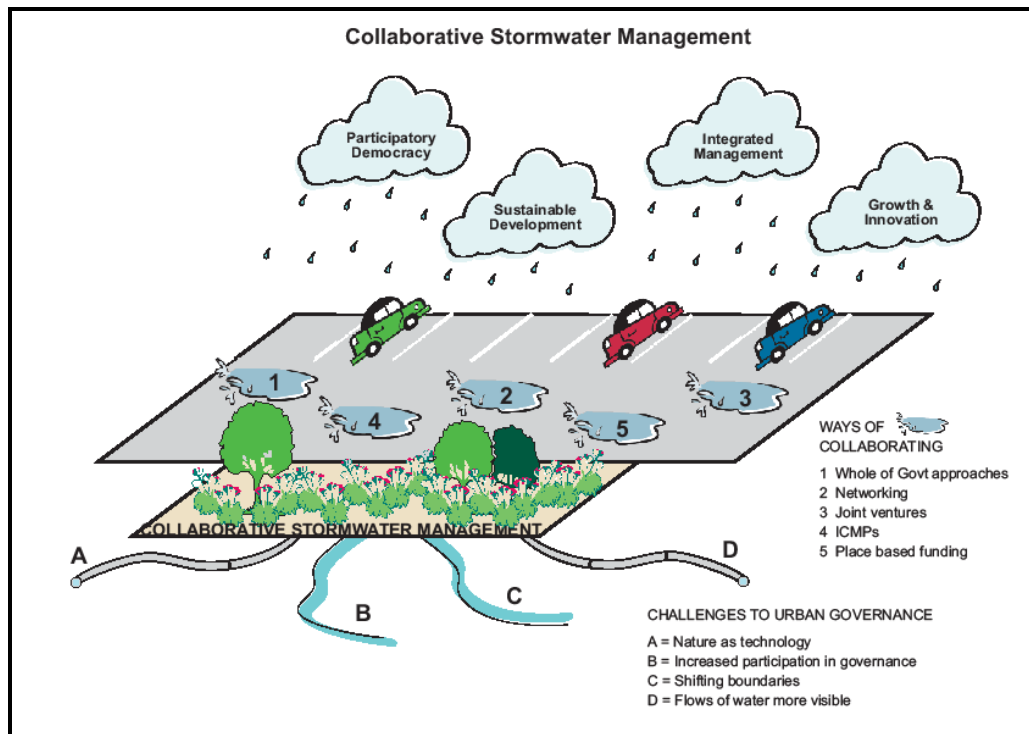 Collaborative Stormwater Management
Participatory
Democracy
Integrated
Management
Sustainable
Development
Growth &
Innovation
1
2
3
4
5
COLLABORATIVE STORMWATER MANAGEMENT
A
B
C
D
WAYS OF
COLLABORATING
1 Whole of Govt approaches
2 Networking
3 Joint ventures
4 ICMPs
5 Place based funding
CHALLENGES TO URBAN GOVERNANCE
A = Nature as technology
B = Increased participation in governance
C = Shifting boundaries
D = Flows of water more visible